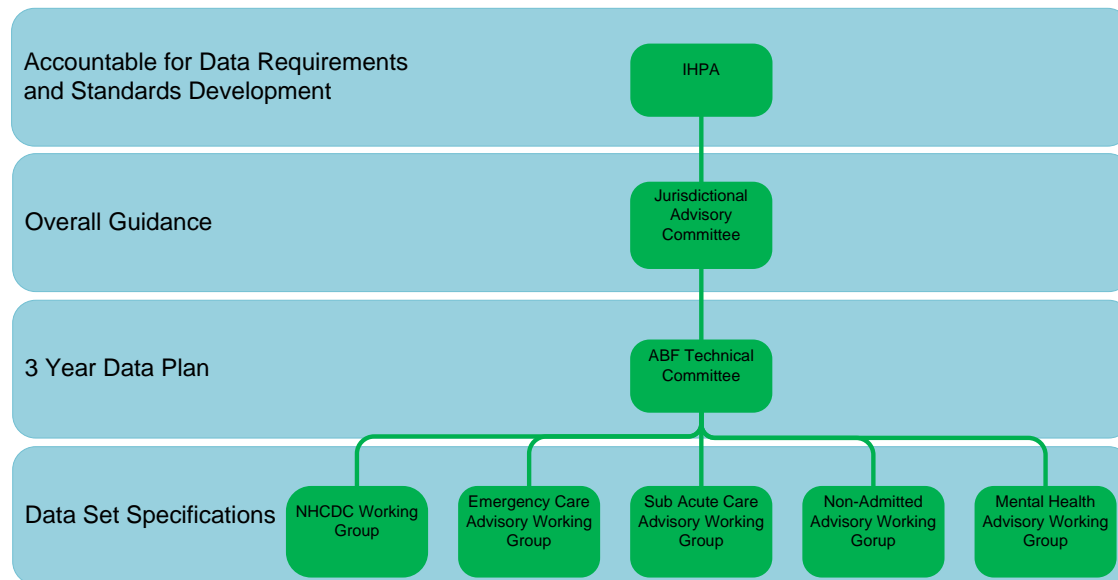 Accountable for Data Requirements
and Standards Development
IHPA
Overall Guidance
Jurisdictional
Advisory
Committee
3 Year Data Plan
ABF Technical
Committee
Data Set Specifications
NHCDC Working
Group
Emergency Care
Advisory Working
Group
Sub Acute Care
Advisory Working
Group
Non-Admitted
Advisory Working
Gorup
Mental Health
Advisory Working
Group